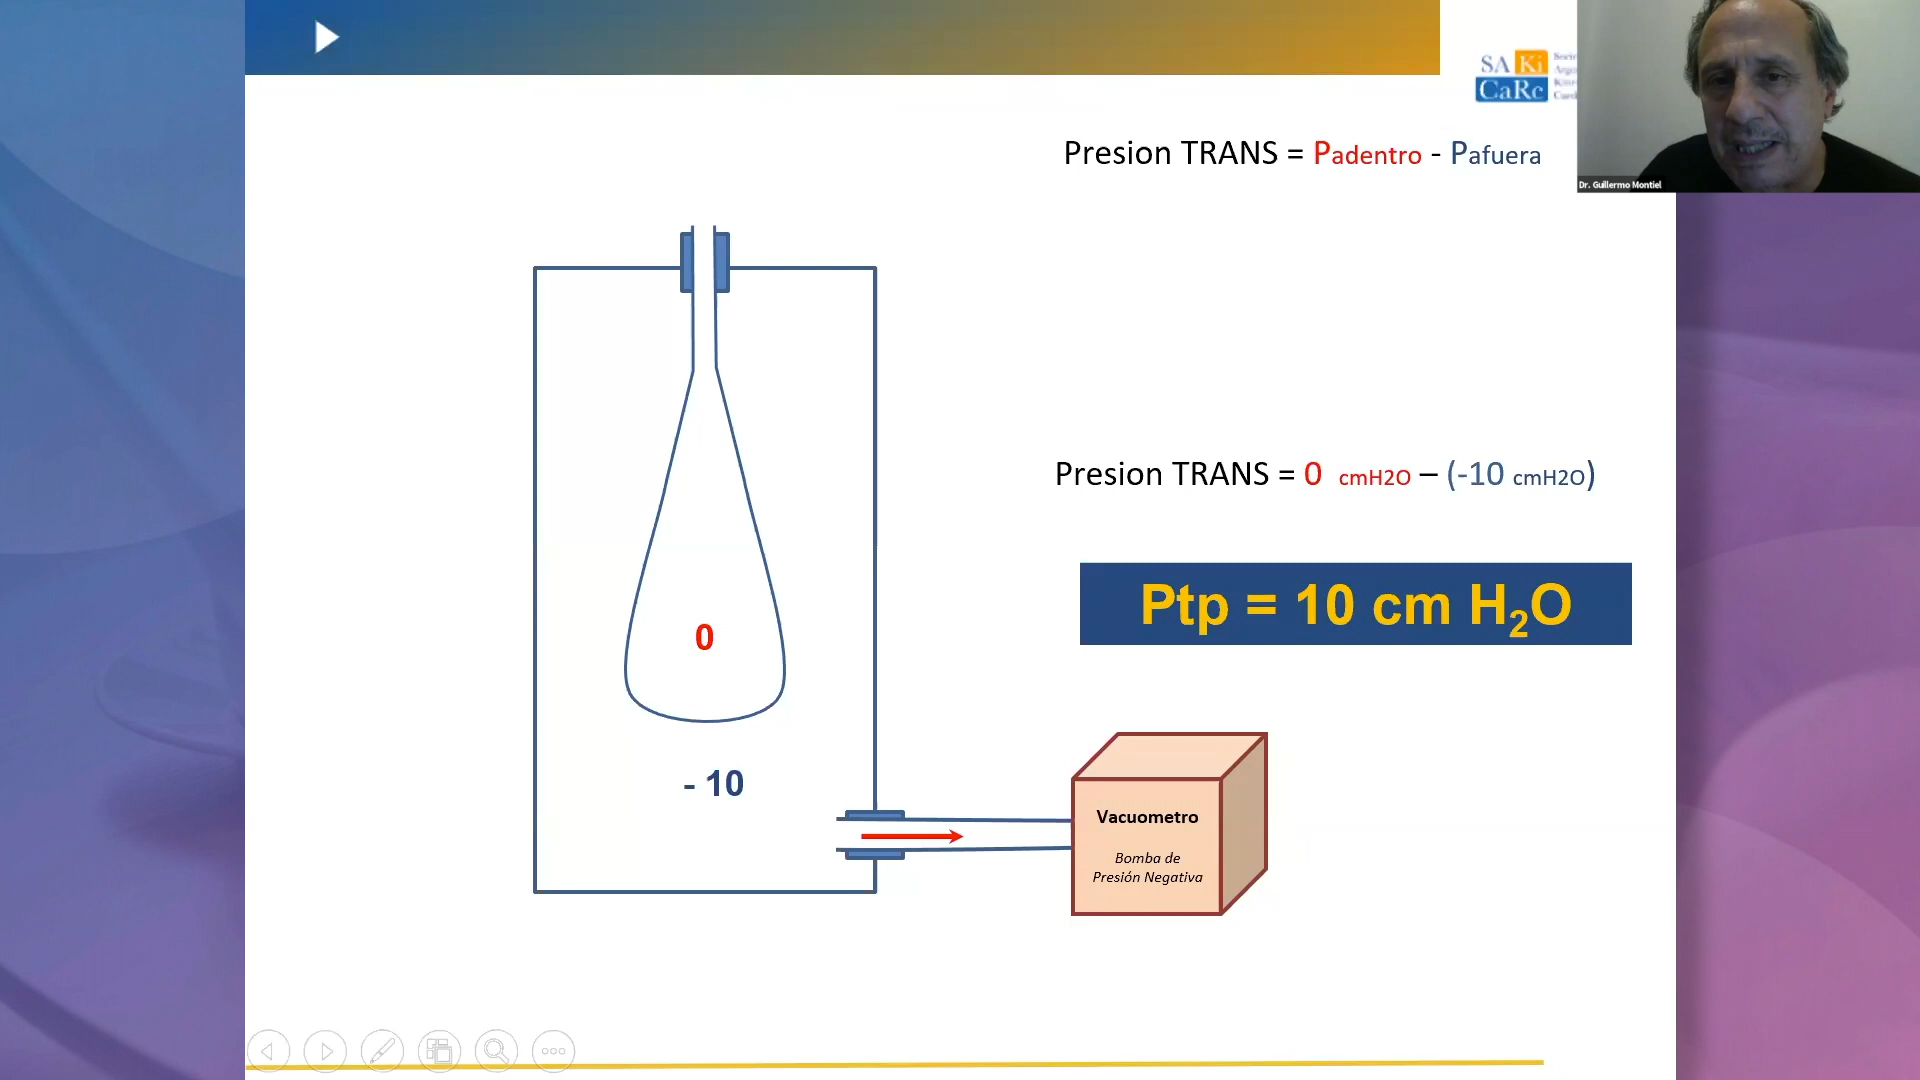 SA Ki
CaRc
Presion TRANS = Padentro - Pafuera
Dr. Guillermo Montiel
Presion TRANS = 0 cmH2O – (-10 cmH2O)
Ptp = 10 cm H₂O
0
- 10
Vacuometro
Bomba de
Presión Negativa